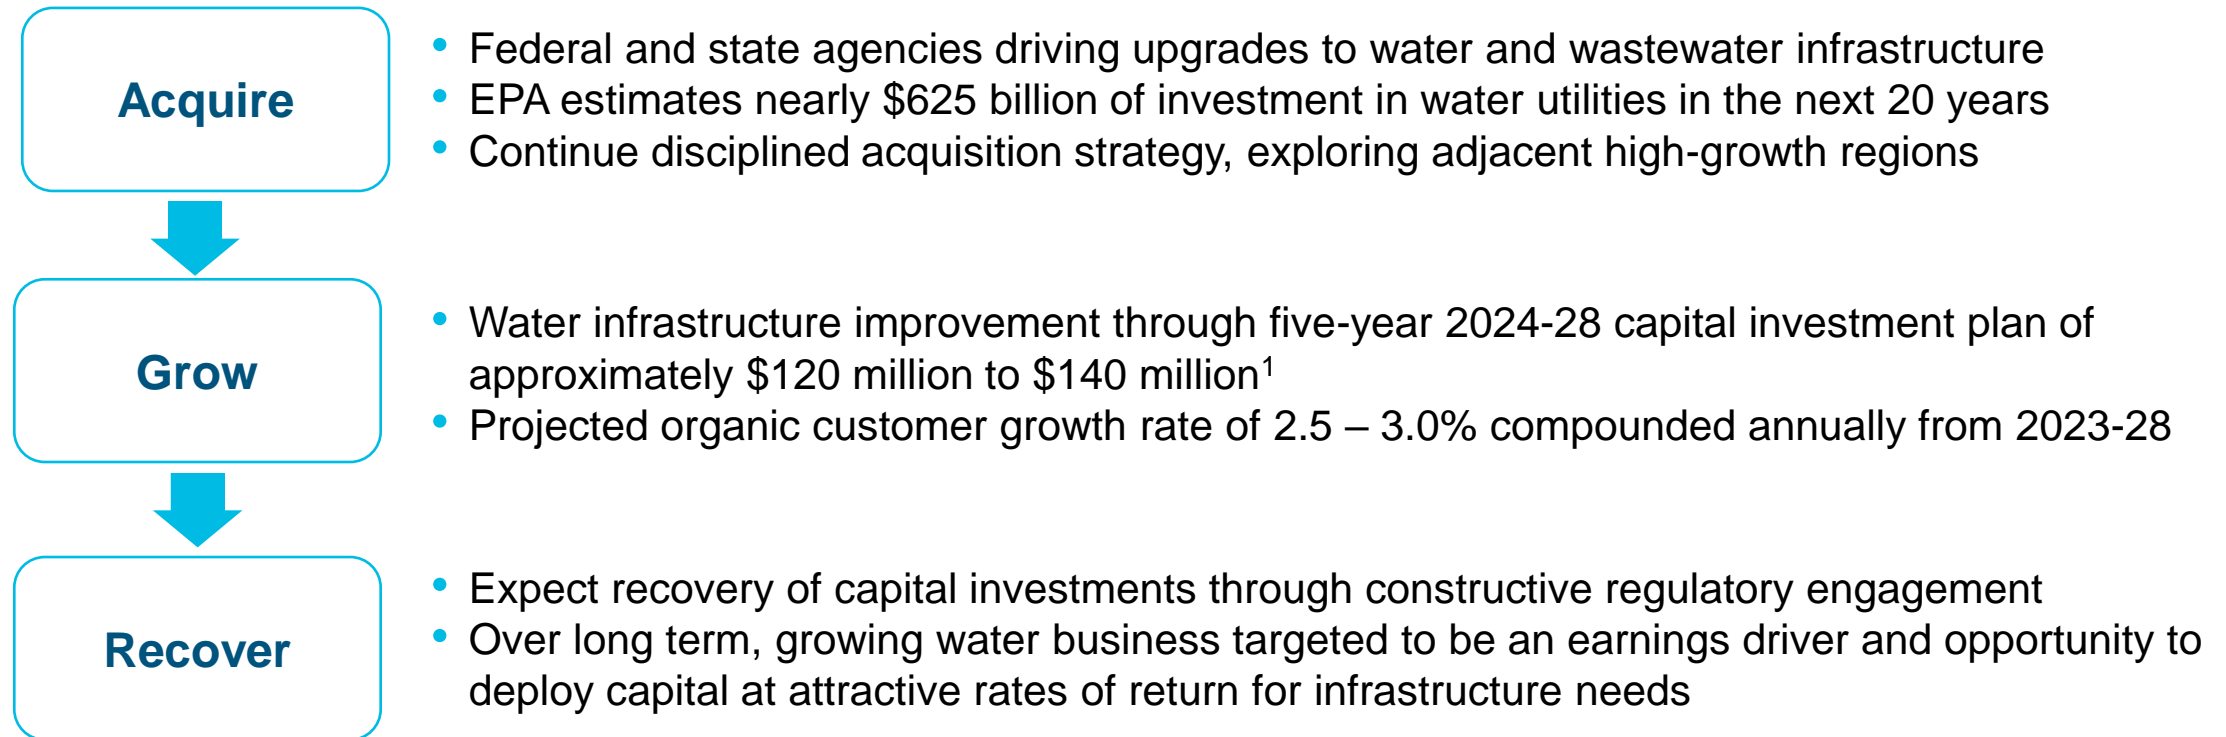 Acquire
• Federal and state agencies driving upgrades to water and wastewater infrastructure
• EPA estimates nearly $625 billion of investment in water utilities in the next 20 years
• Continue disciplined acquisition strategy, exploring adjacent high-growth regions
Grow
• Water infrastructure improvement through five-year 2024-28 capital investment plan of
approximately $120 million to $140 million¹
• Projected organic customer growth rate of 2.5 – 3.0% compounded annually from 2023-28
Recover
• Expect recovery of capital investments through constructive regulatory engagement
• Over long term, growing water business targeted to be an earnings driver and opportunity to
deploy capital at attractive rates of return for infrastructure needs